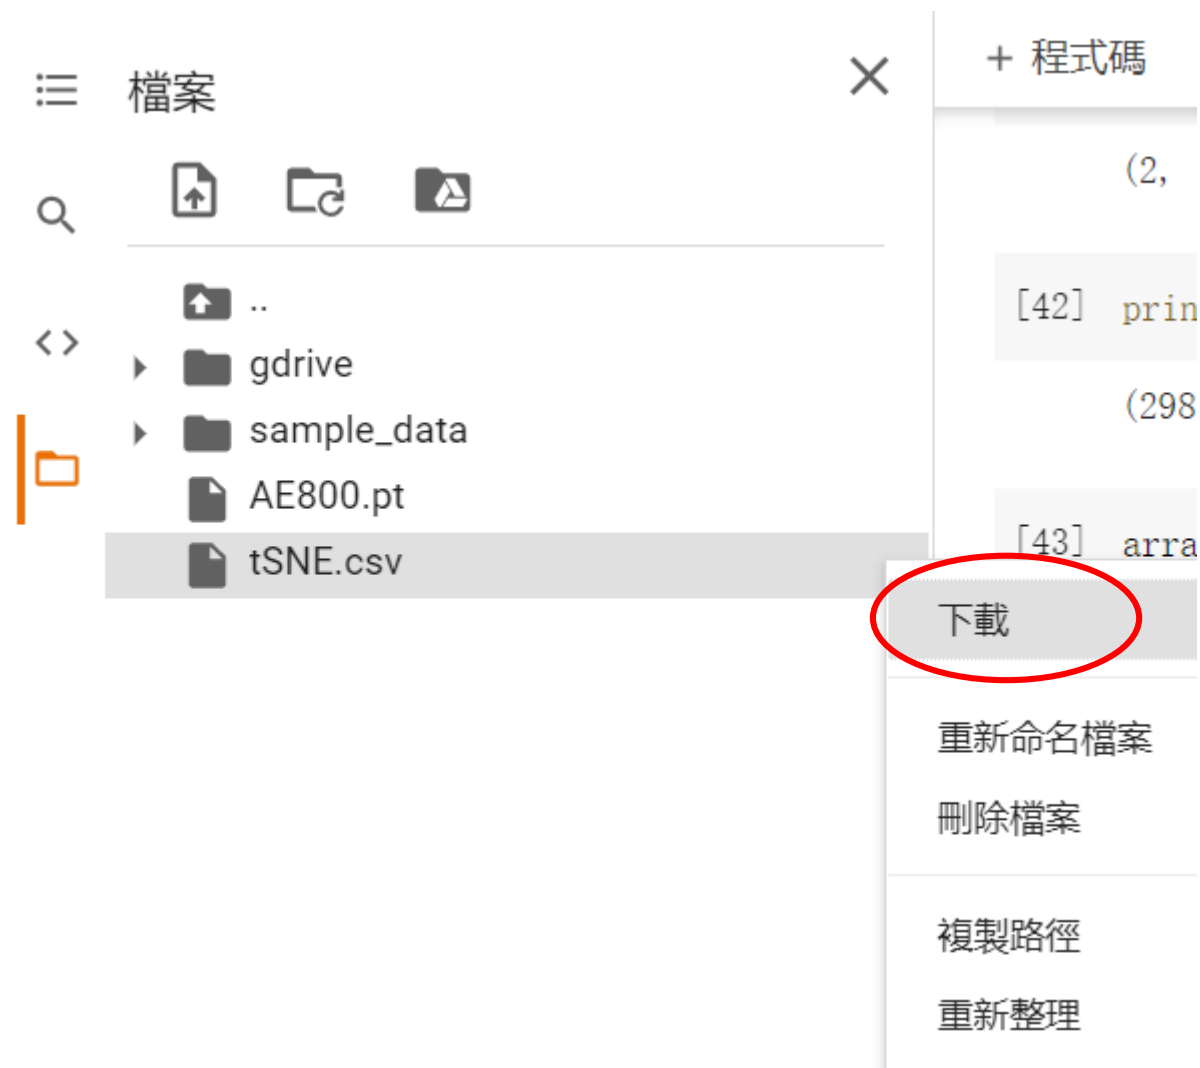 檔案
..
gdrive
sample_data
AE800.pt
tSNE.csv
+ 程式碼
(2,
[42] prin
(298
[43] arra
下載
重新命名檔案
刪除檔案
複製路徑
重新整理